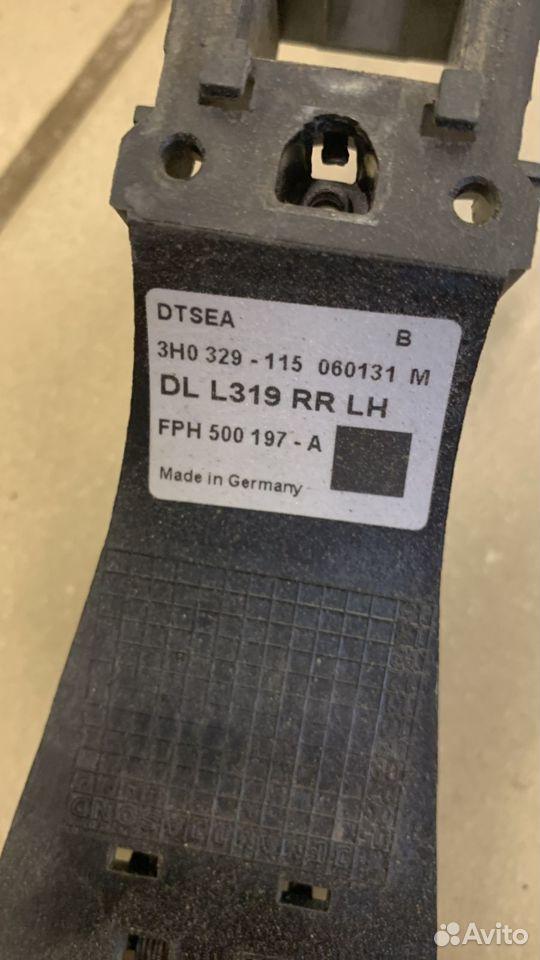 DTSEA
B
3H0 329 - 115 060131 M
DL L319 RR LH
FPH 500 197 - A
Made in Germany
Avito